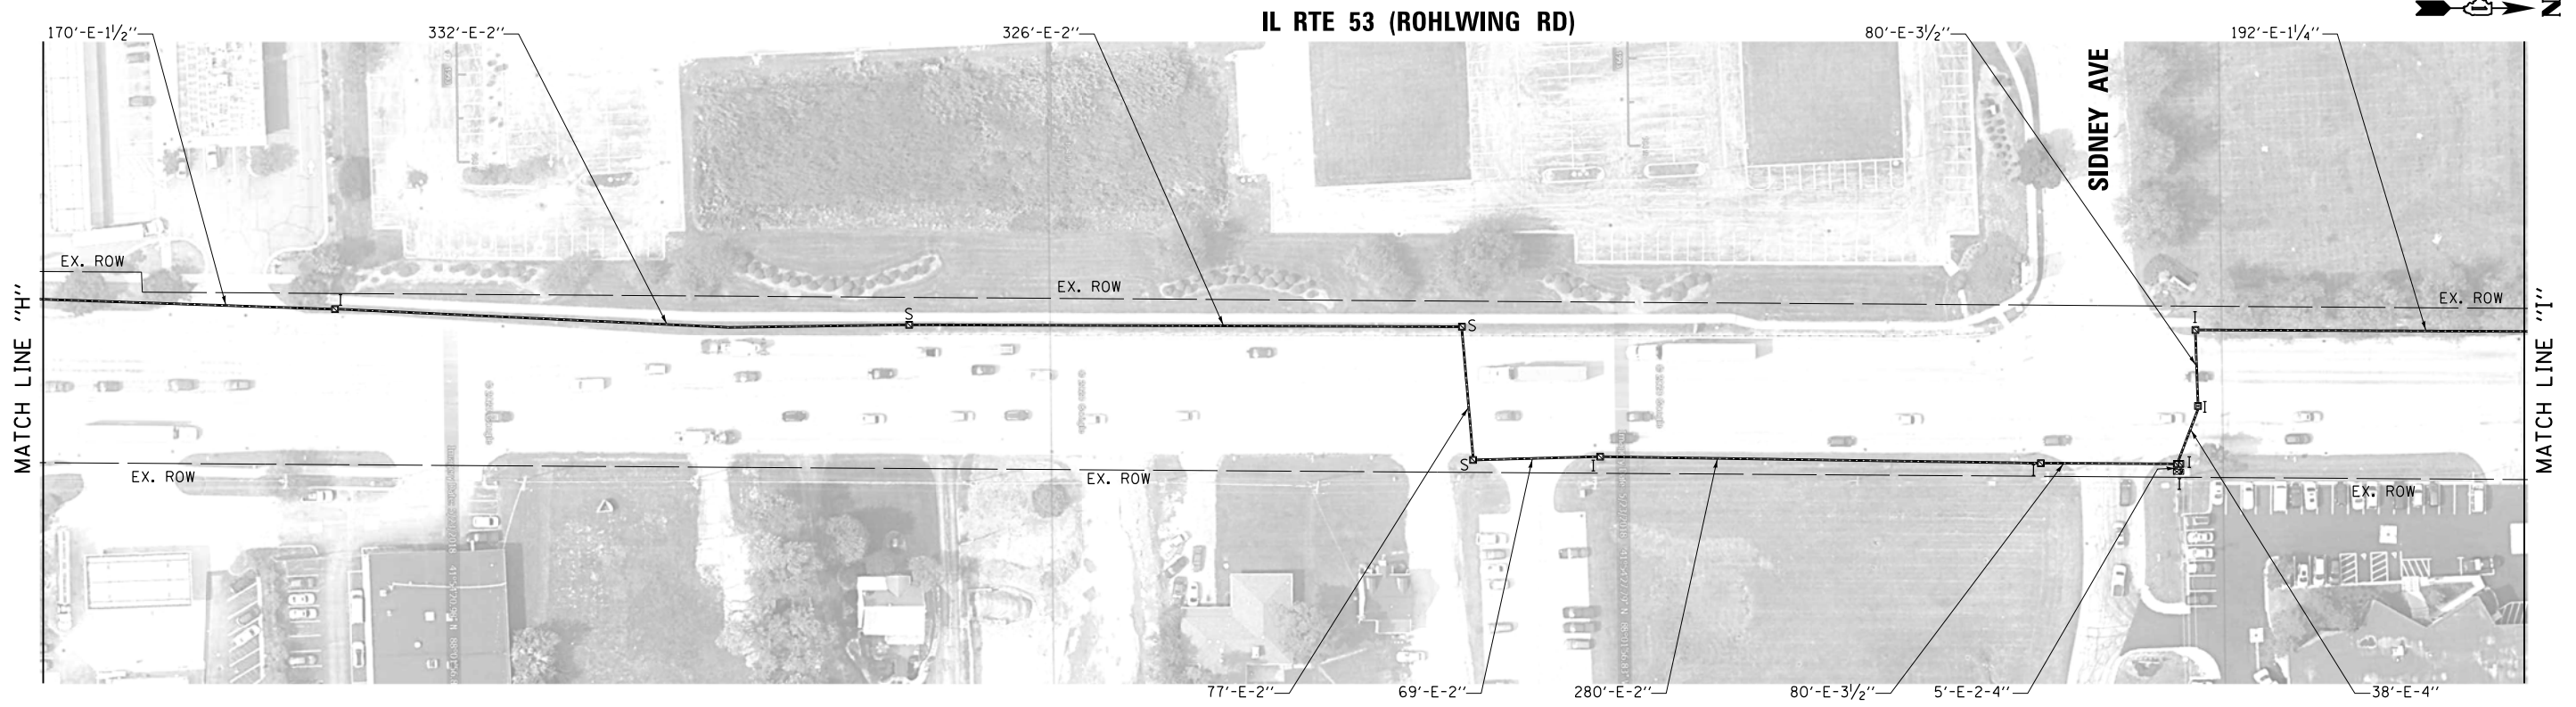 IL RTE 53 (ROHLWING RD)
N
170'-E-1½"
332'-E-2"
326'-E-2"
80'-E-3½"
192'-E-1¼"
SIDNEY AVE
MATCH LINE "H"
EX. ROW
EX. ROW
EX. ROW
I
S
S
I
I
MATCH LINE "I"
EX. ROW
EX. ROW
EX. ROW
S
I
I
I
I
77'-E-2"
69'-E-2"
280'-E-2"
80'-E-3½"
5'-E-2-4"
38'-E-4"